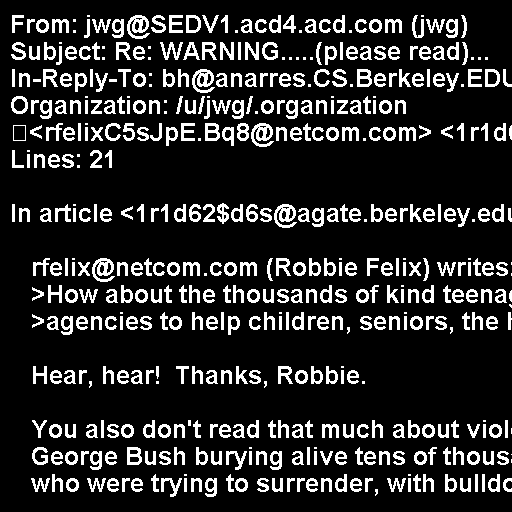 From: jwg@SEDV1.acd4.acd.com (jwg)
Subject: Re: WARNING.....(please read)...
In-Reply-To: bh@anarres.CS.Berkeley.EDU
Organization: /u/jwg/.organization
<rfelixC5sJpE.Bq8@netcom.com> <1r1d6
Lines: 21

In article <1r1d62$d6s@agate.berkeley.edu

rfelix@netcom.com (Robbie Felix) writes:
>How about the thousands of kind teenag
>agencies to help children, seniors, the h

Hear, hear!  Thanks, Robbie.

You also don't read that much about viol
George Bush burying alive tens of thous
who were trying to surrender, with bulldo